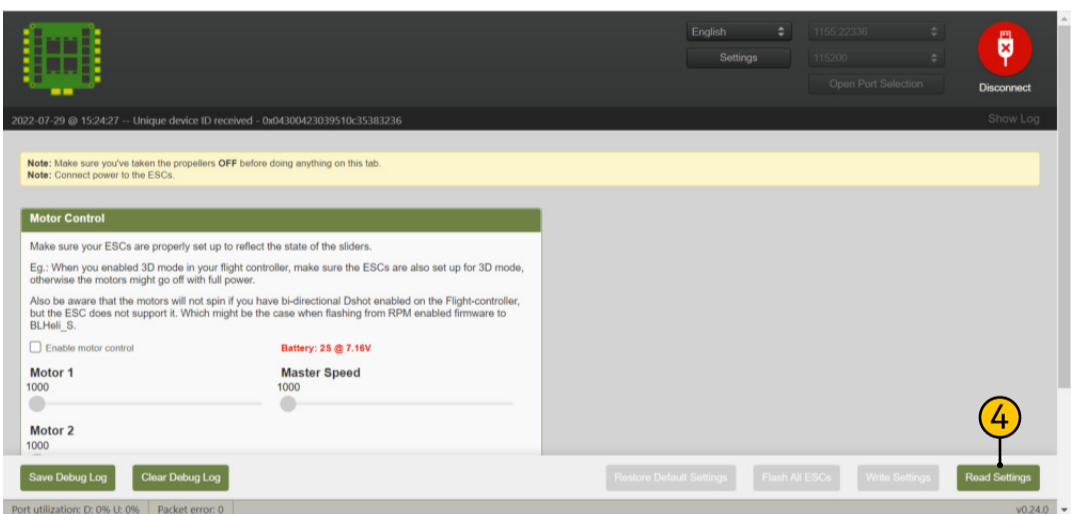 English
1155:22336
Settings
115200
Open Port Selection
Disconnect
2022-07-29 @ 15:24:27 -- Unique device ID received - 0x04300423039510c35383236
Show Log
Note: Make sure you've taken the propellers OFF before doing anything on this tab.
Note: Connect power to the ESCs.
Motor Control
Make sure your ESCs are properly set up to reflect the state of the sliders.
Eg.: When you enabled 3D mode in your flight controller, make sure the ESCs are also set up for 3D mode,
otherwise the motors might go off with full power.
Also be aware that the motors will not spin if you have bi-directional Dshot enabled on the Flight-controller,
but the ESC does not support it. Which might be the case when flashing from RPM enabled firmware to
BLHeli_S.
Enable motor control
Battery: 2S @ 7.16V
Motor 1
Master Speed
1000
1000
Motor 2
1000
4
Save Debug Log
Clear Debug Log
Restore Default Settings
Flash All ESCs
Write Settings
Read Settings
Port utilization: D: 0% U: 0%
Packet error: 0
v0.24.0